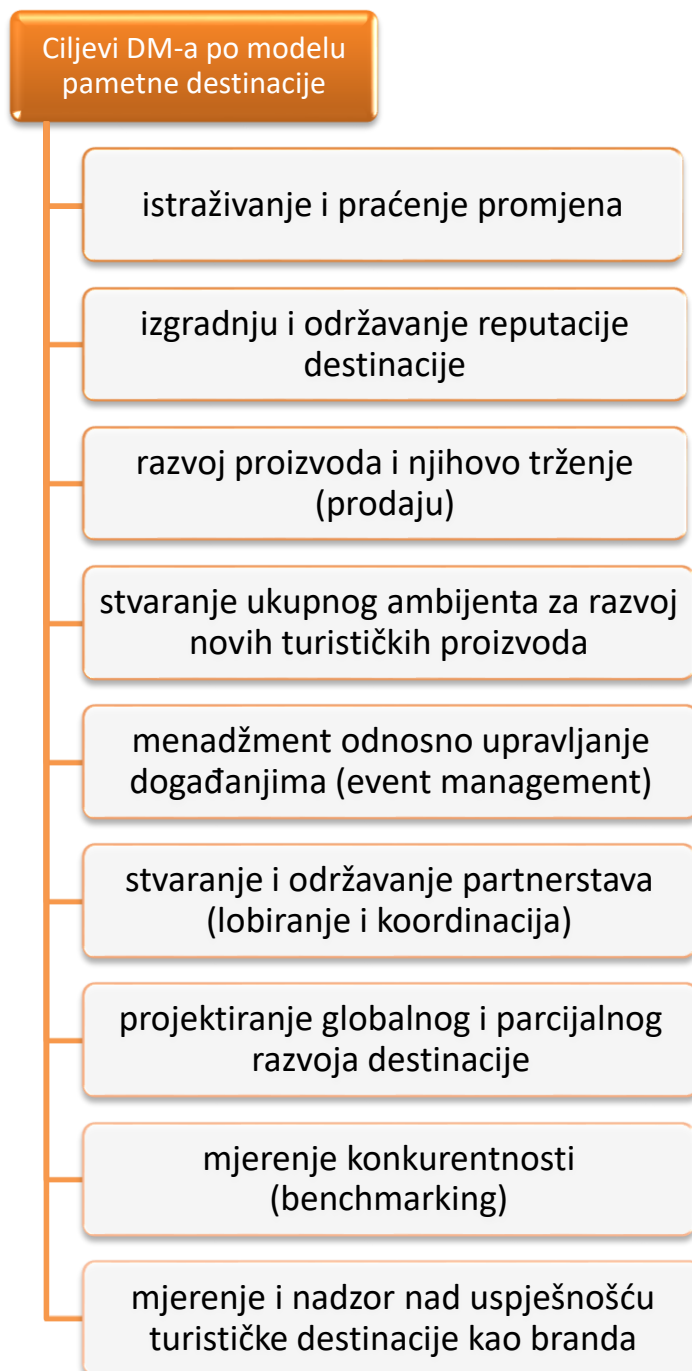 Ciljevi DM-a po modelu
pametne destinacije
istraživanje i praćenje promjena
izgradnju i održavanje reputacije
destinacije
razvoj proizvoda i njihovo trženje
(prodaju)
stvaranje ukupnog ambijenta za razvoj
novih turističkih proizvoda
menadžment odnosno upravljanje
događanjima (event management)
stvaranje i održavanje partnerstava
(lobiranje i koordinacija)
projektiranje globalnog i parcijalnog
razvoja destinacije
mjerenje konkurentnosti
(benchmarking)
mjerenje i nadzor nad uspješnošću
turističke destinacije kao branda